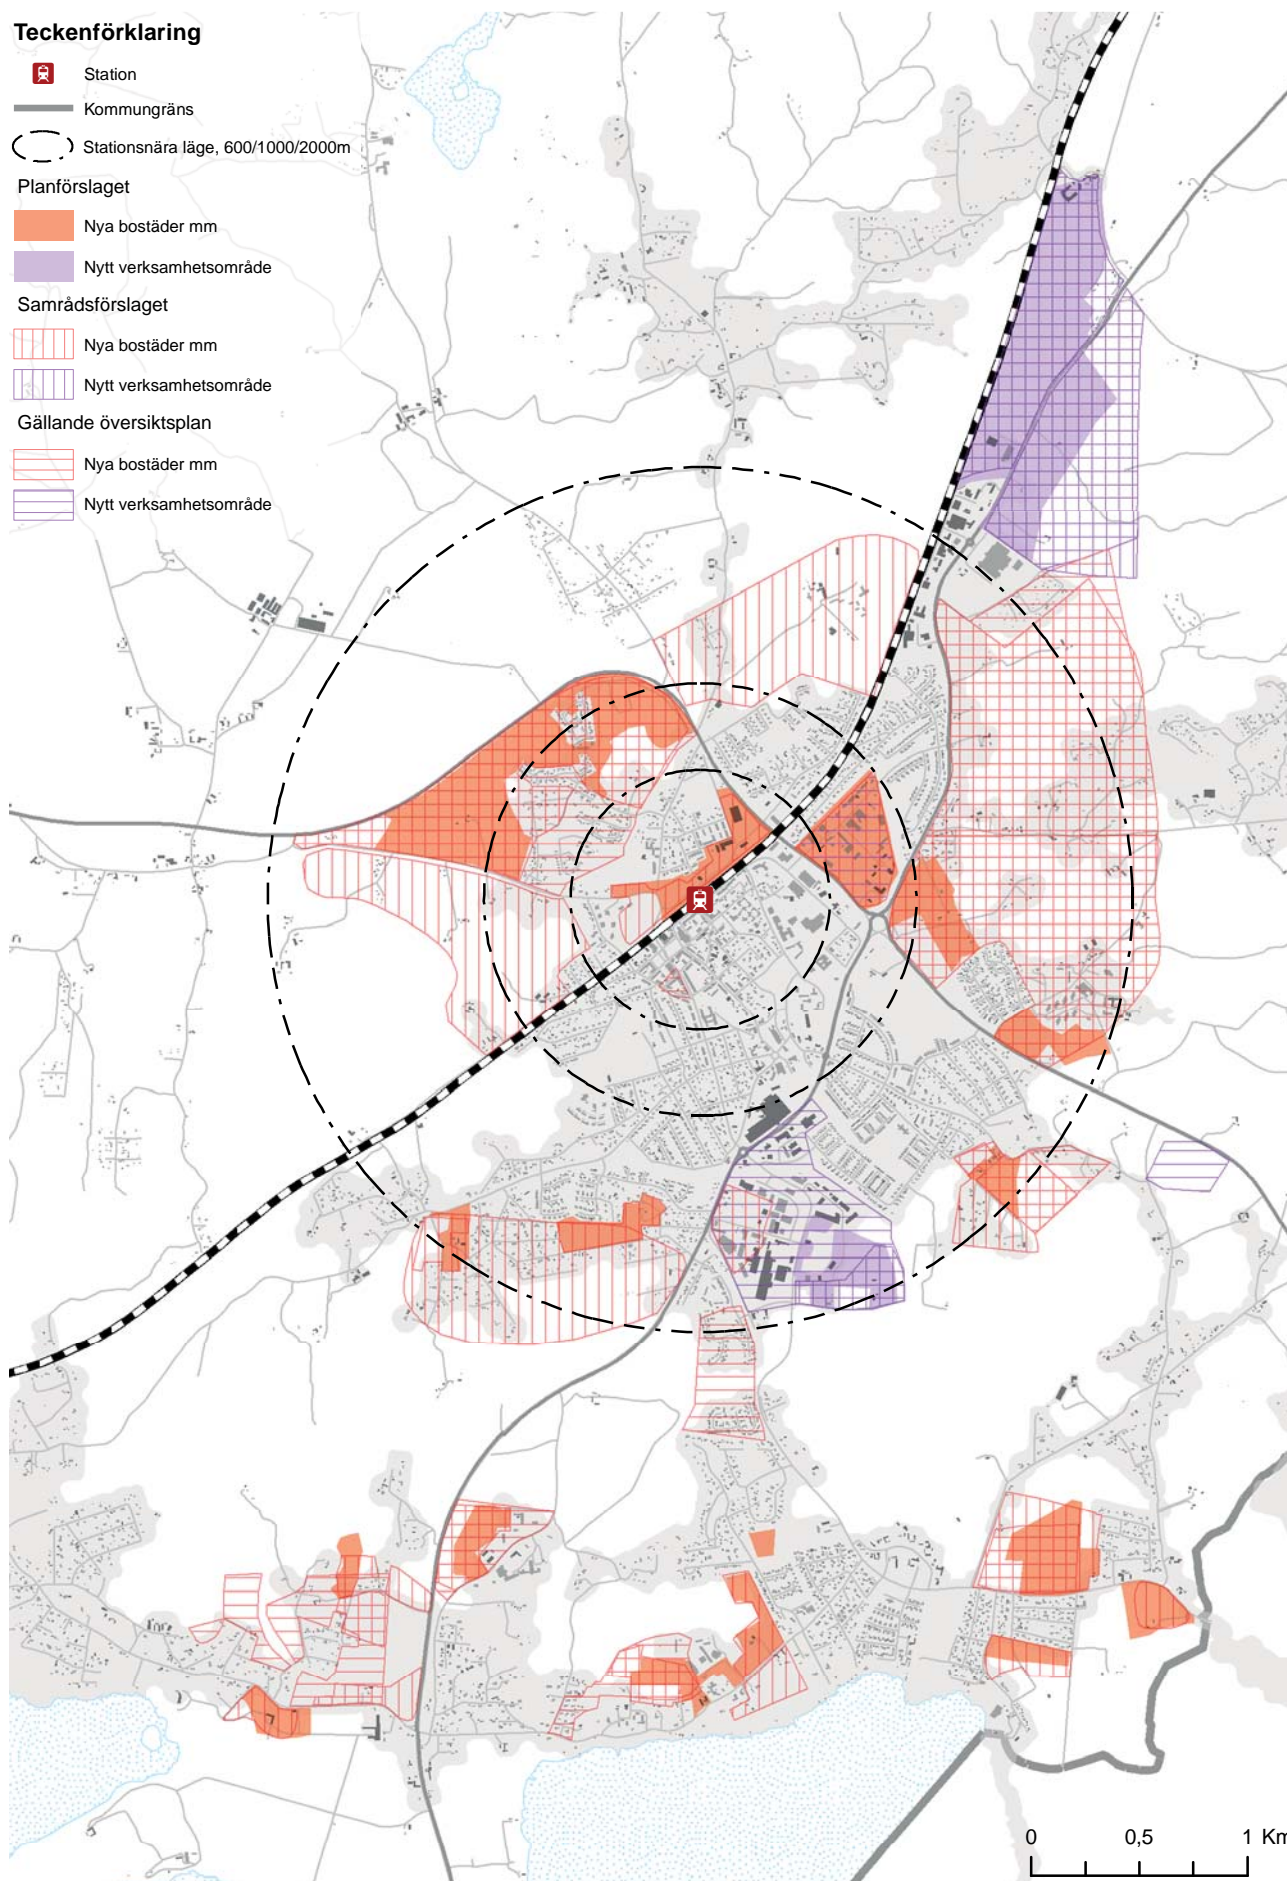 Teckenförklaring
Station
Kommungräns
Stationsnära läge, 600/1000/2000m
Planförslaget
Nya bostäder mm
Nytt verksamhetsområde
Samrådsförslaget
Nya bostäder mm
Nytt verksamhetsområde
Gällande översiktsplan
Nya bostäder mm
Nytt verksamhetsområde
0 0,5 1 Km